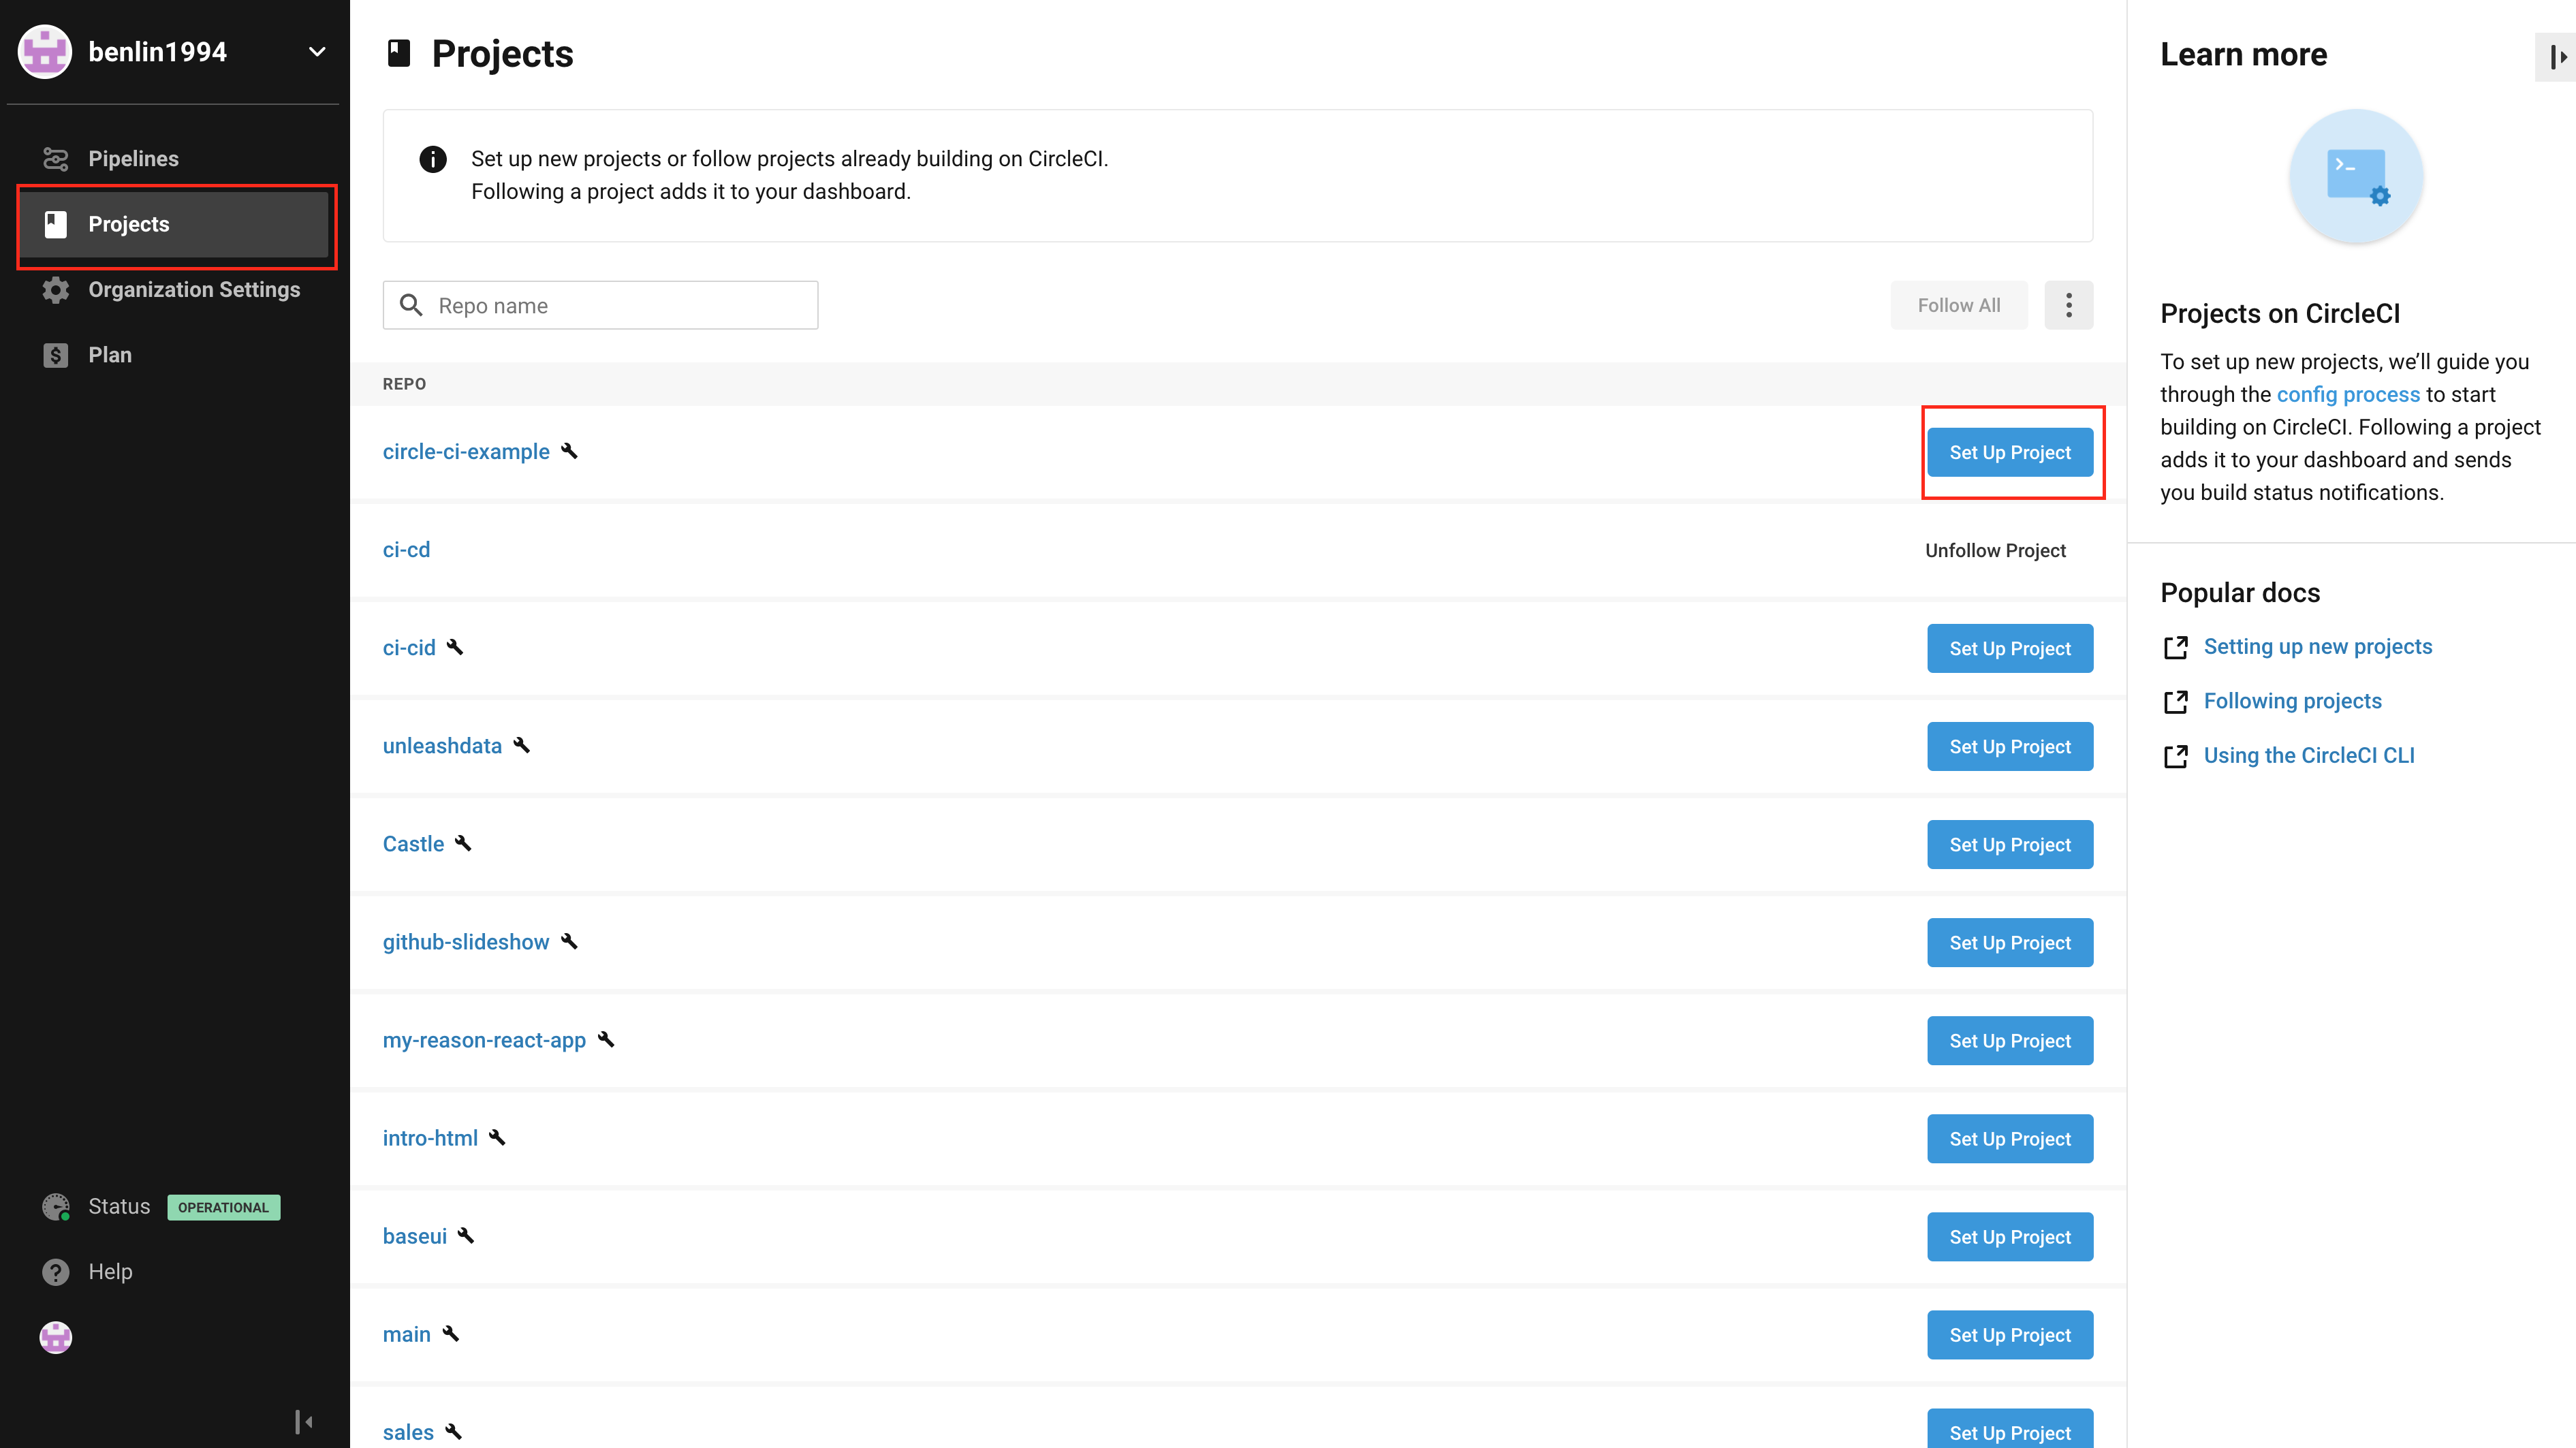 benlin1994
Pipelines
Projects
Organization Settings
Plan
Status OPERATIONAL
Help
Projects
Set up new projects or follow projects already building on CircleCI.
Following a project adds it to your dashboard.
Repo name
Follow All
REPO
circle-ci-example Set Up Project
ci-cd Unfollow Project
ci-cid Set Up Project
unleashdata Set Up Project
Castle Set Up Project
github-slideshow Set Up Project
my-reason-react-app Set Up Project
intro-html Set Up Project
baseui Set Up Project
main Set Up Project
sales Set Up Project
Learn more
Projects on CircleCI
To set up new projects, we’ll guide you
through the config process to start
building on CircleCI. Following a project
adds it to your dashboard and sends
you build status notifications.
Popular docs
Setting up new projects
Following projects
Using the CircleCI CLI